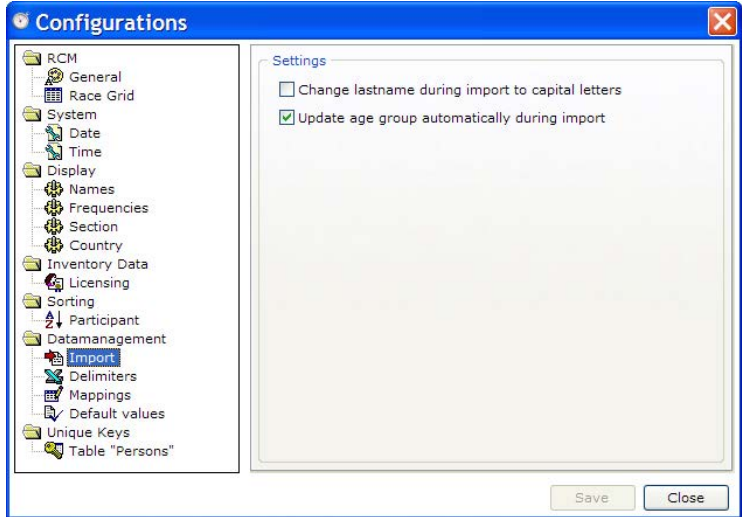 Configurations
RCM
General
Race Grid
System
Date
Time
Display
Names
Frequencies
Section
Country
Inventory Data
Licensing
Sorting
Participant
Datamanagement
Import
Delimiters
Mappings
Default values
Unique Keys
Table "Persons"
Settings
Change lastname during import to capital letters
Update age group automatically during import
Save
Close